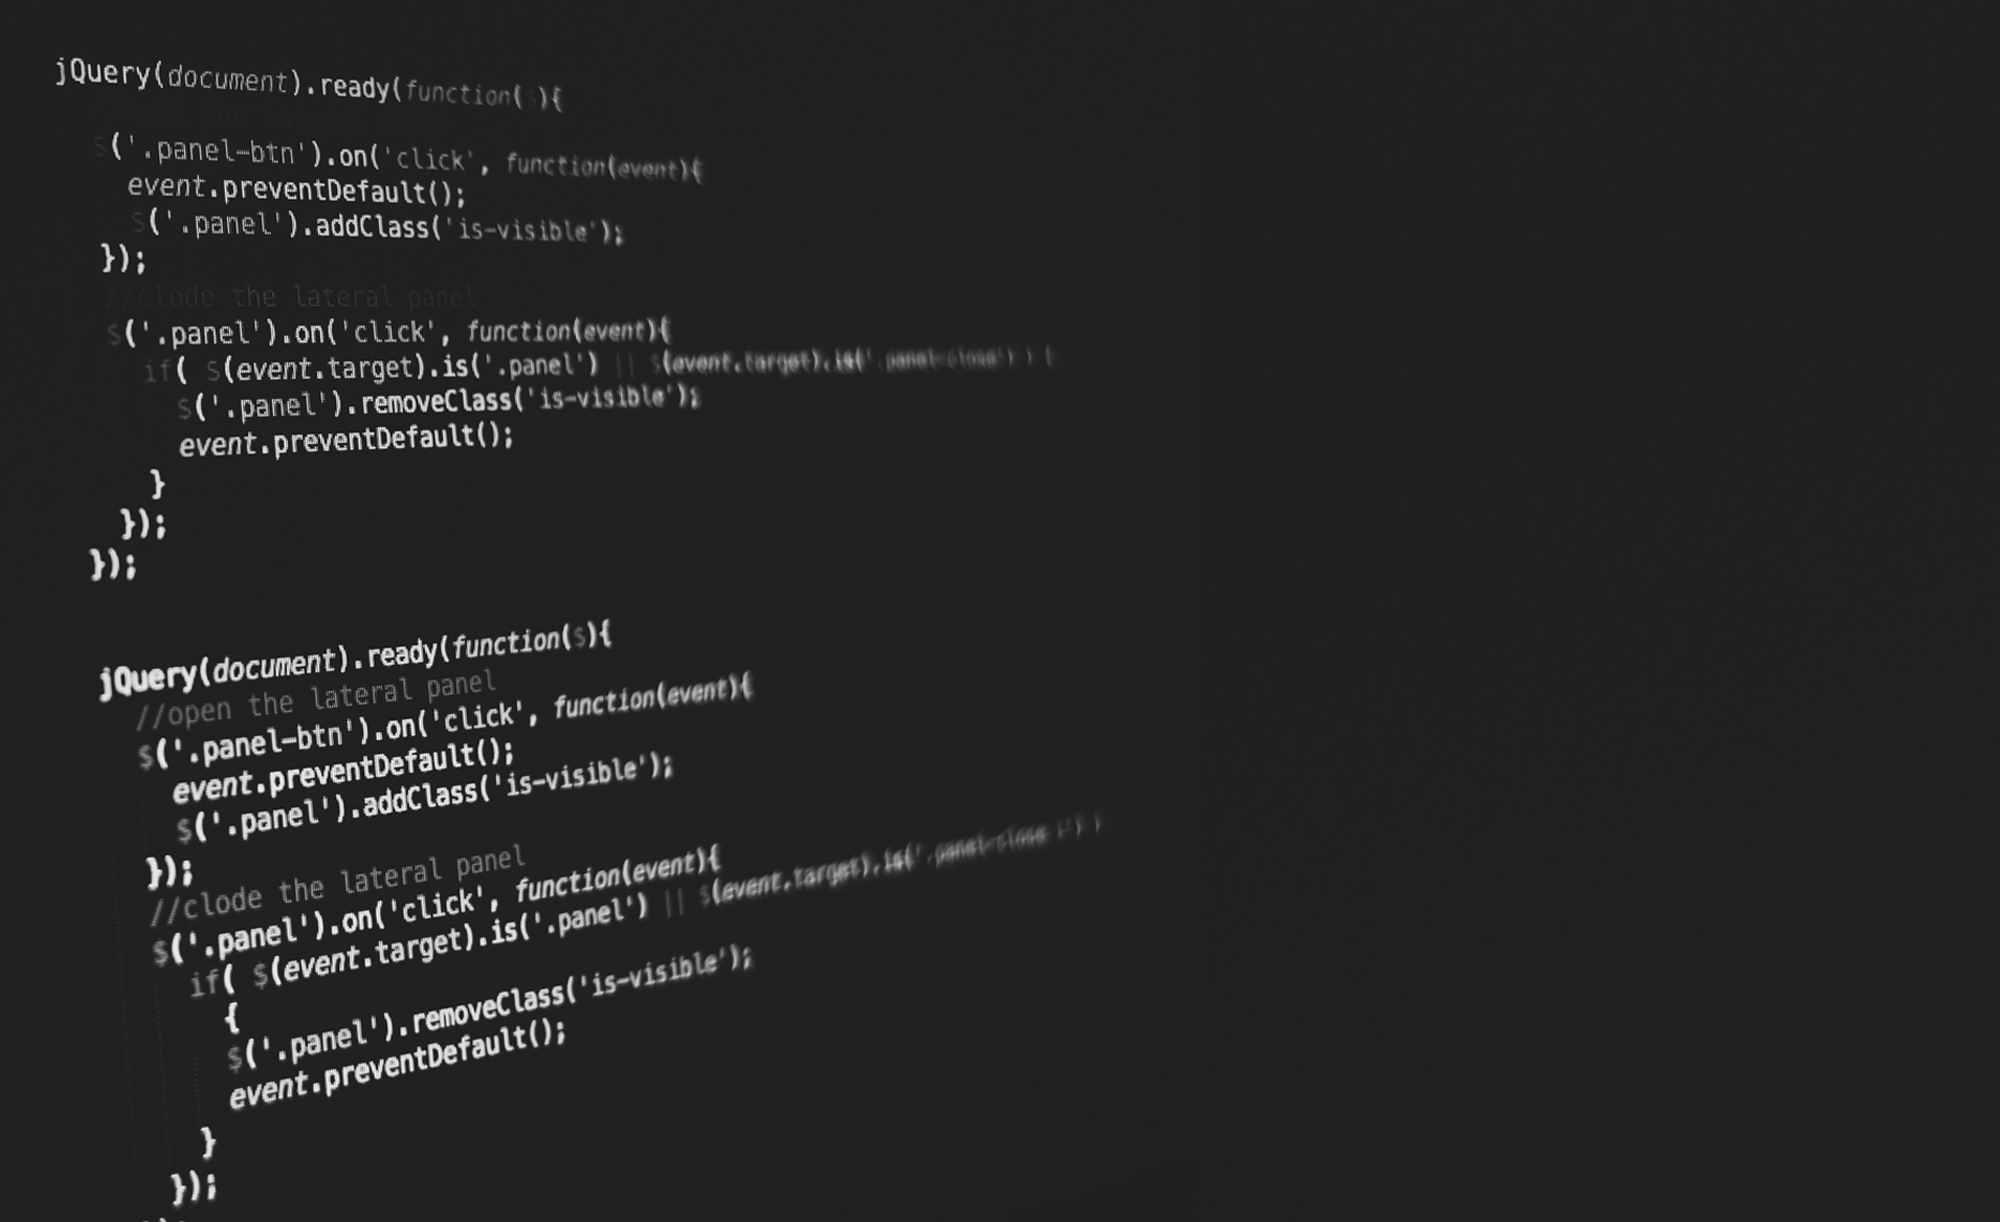 jQuery(document).ready(function($){
//open the lateral panel
$('.panel-btn').on('click', function(event){
event.preventDefault();
$('.panel').addClass('is-visible');
});
//clode the lateral panel
$('.panel').on('click', function(event){
if( $(event.target).is('.panel') || $(event.target).is('.panel-close') ) {
$('.panel').removeClass('is-visible');
event.preventDefault();
}
});
});
jQuery(document).ready(function($){
//open the lateral panel
$('.panel-btn').on('click', function(event){
event.preventDefault();
$('.panel').addClass('is-visible');
});
//clode the lateral panel
$('.panel').on('click', function(event){
if( $(event.target).is('.panel') || $(event.target).is('.panel-close
{
$('.panel').removeClass('is-visible');
event.preventDefault();
}
});